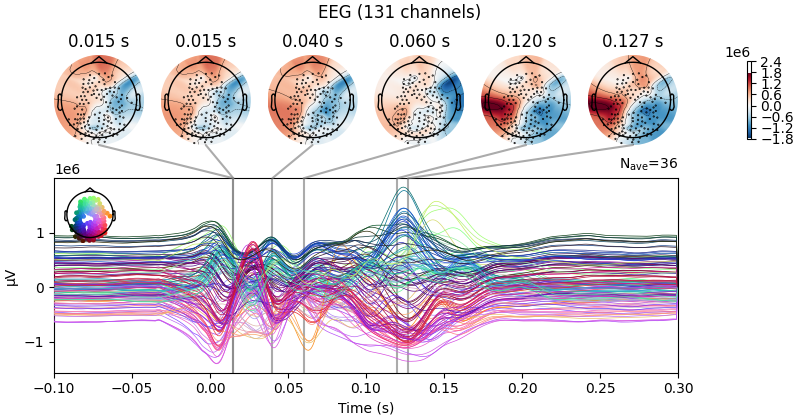 EEG (131 channels)
0.015 s 0.015 s 0.040 s 0.060 s 0.120 s 0.127 s
1e6
2.4
1.8
1.2
0.6
0.0
−0.6
−1.2
−1.8
1e6
Nave=36
1
0
−1
µV
−0.10 −0.05 0.00 0.05 0.10 0.15 0.20 0.25 0.30
Time (s)